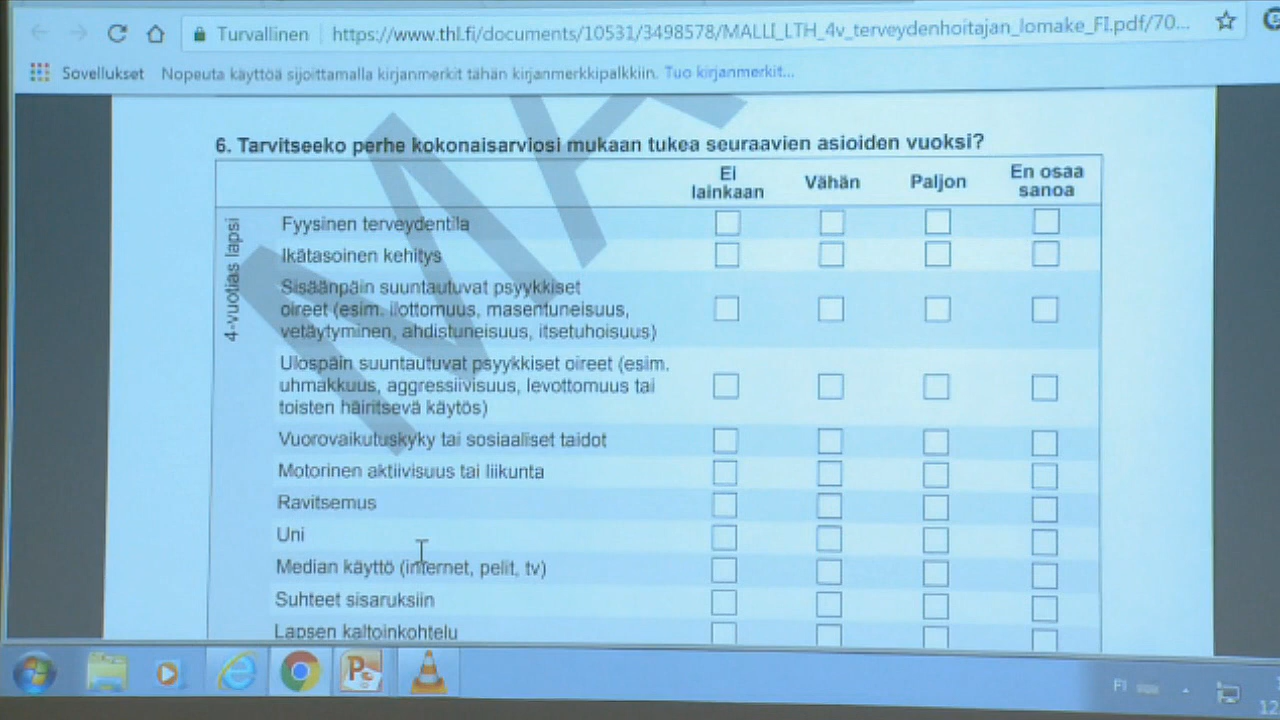 Turvallinen https://www.thl.fi/documents/10531/3498578/MALLI_LTH_4v_terveydenhoitajan_lomake_FI.pdf/70...
Sovellukset Nopeuta käyttöä sijoittamalla kirjanmerkit tähän kirjanmerkkipalkkiin. Tuo kirjanmerkit...
6. Tarvitseeko perhe kokonaisarviosi mukaan tukea seuraavien asioiden vuoksi?
Ei lainkaan Vähän Paljon En osaa sanoa
4-vuotias lapsi
Fyysinen terveydentila
Ikätasoinen kehitys
Sisäänpäin suuntautuvat psyykkiset
oireet (esim. ilottomuus, masentuneisuus,
vetäytyminen, ahdistuneisuus, itsetuhoisuus)
Ulospäin suuntautuvat psyykkiset oireet (esim.
uhmakkuus, aggressiivisuus, levottomuus tai
toisten häiritsevä käytös)
Vuorovaikutuskyky tai sosiaaliset taidot
Motorinen aktiivisuus tai liikunta
Ravitsemus
Uni
Median käyttö (internet, pelit, tv)
Suhteet sisaruksiin
Lapsen kaltoinkohtelu
FI